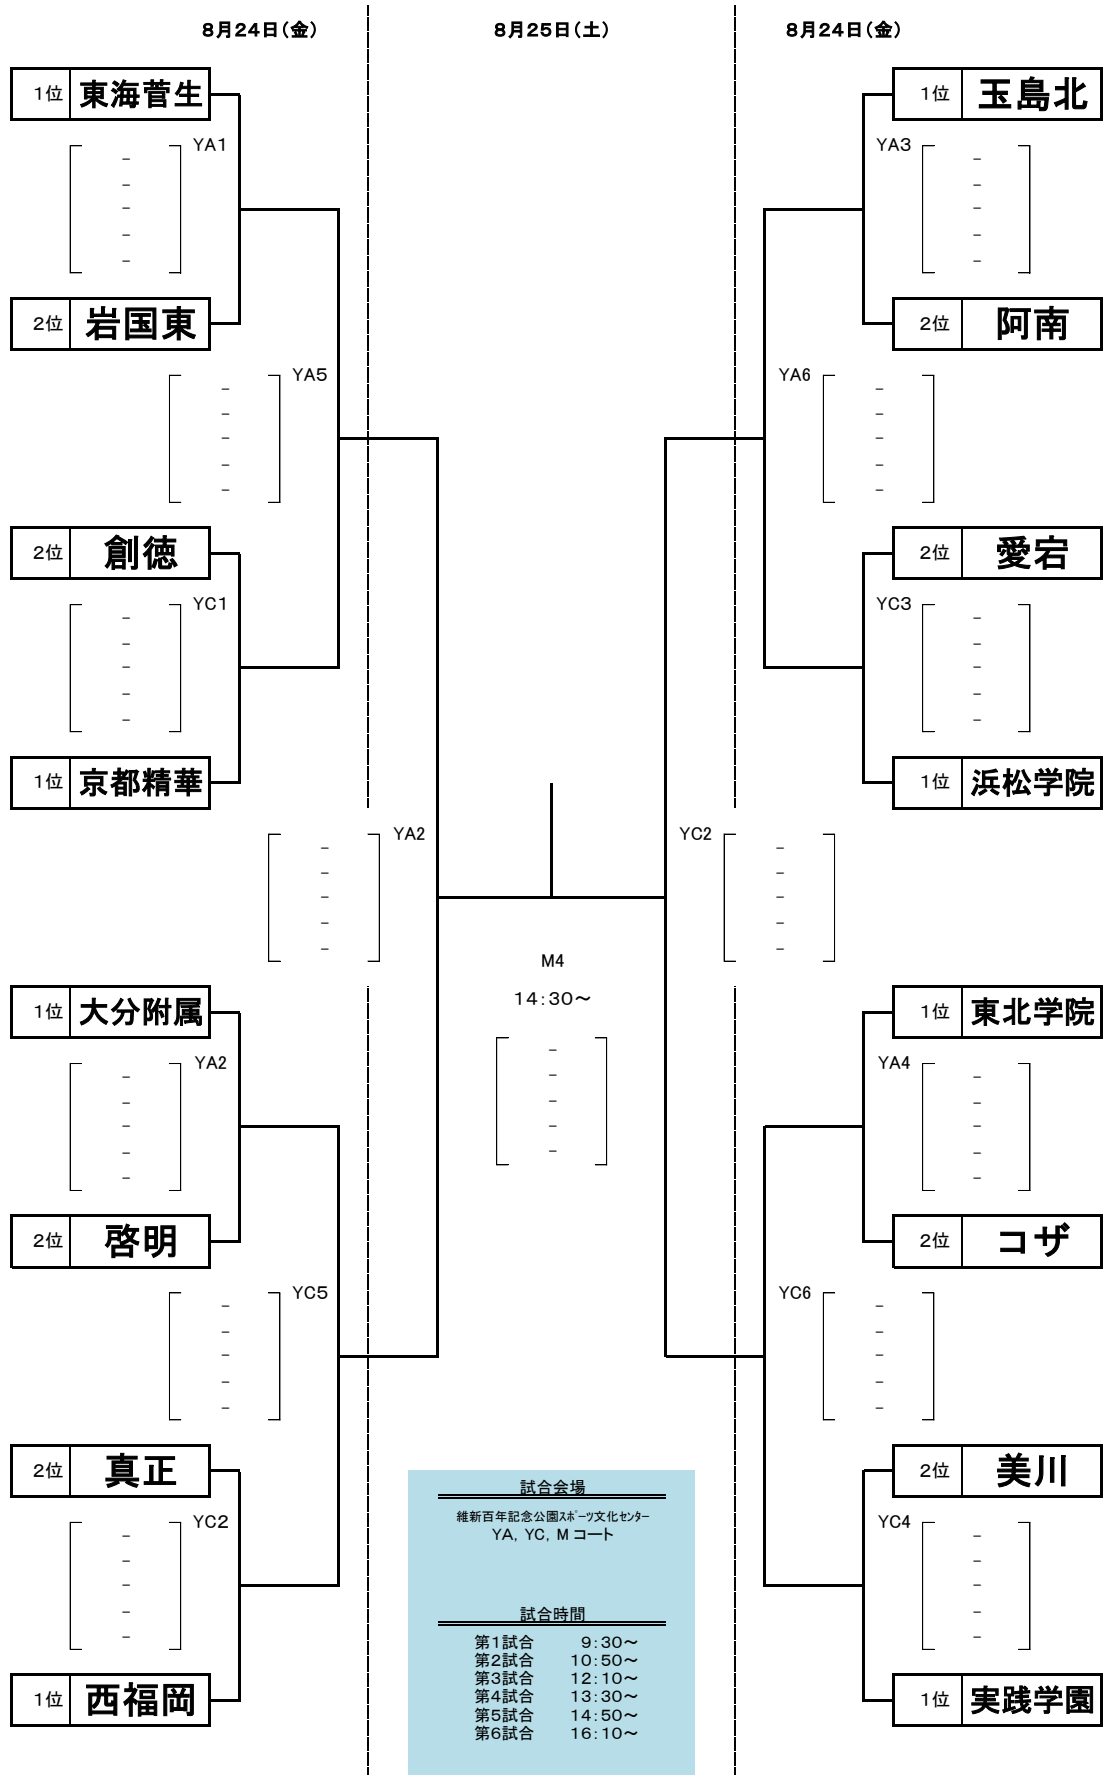 8月24日(金)
8月25日(土)
8月24日(金)
1位 東海菅生
1位 玉島北
YA1
YA3
-
-
-
-
-
-
-
-
-
-
2位 岩国東
2位 阿南
YA5
YA6
-
-
-
-
-
-
-
-
-
-
2位 創徳
2位 愛宕
YC1
YC3
-
-
-
-
-
-
-
-
-
-
1位 京都精華
1位 浜松学院
YA2
YC2
-
-
-
-
-
-
-
-
-
-
M4
14:30～
-
-
-
-
-
1位 大分附属
1位 東北学院
YA2
YA4
-
-
-
-
-
-
-
-
-
-
2位 啓明
2位 コザ
YC5
YC6
-
-
-
-
-
-
-
-
-
-
2位 真正
2位 美川
YC2
YC4
-
-
-
-
-
-
-
-
-
-
1位 西福岡
1位 実践学園
試合会場
維新百年記念公園ｽﾎﾟｰﾂ文化ｾﾝﾀｰ
YA, YC, M コート
試合時間
第1試合 9:30～
第2試合 10:50～
第3試合 12:10～
第4試合 13:30～
第5試合 14:50～
第6試合 16:10～